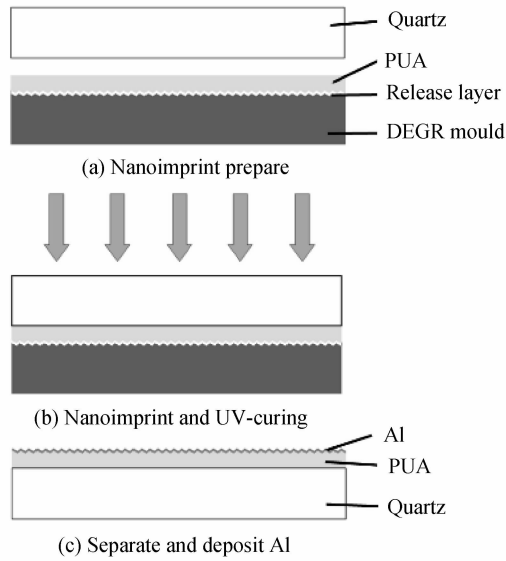 Quartz
PUA
Release layer
DEGR mould
(a) Nanoimprint prepare
(b) Nanoimprint and UV-curing
Al
PUA
Quartz
(c) Separate and deposit Al